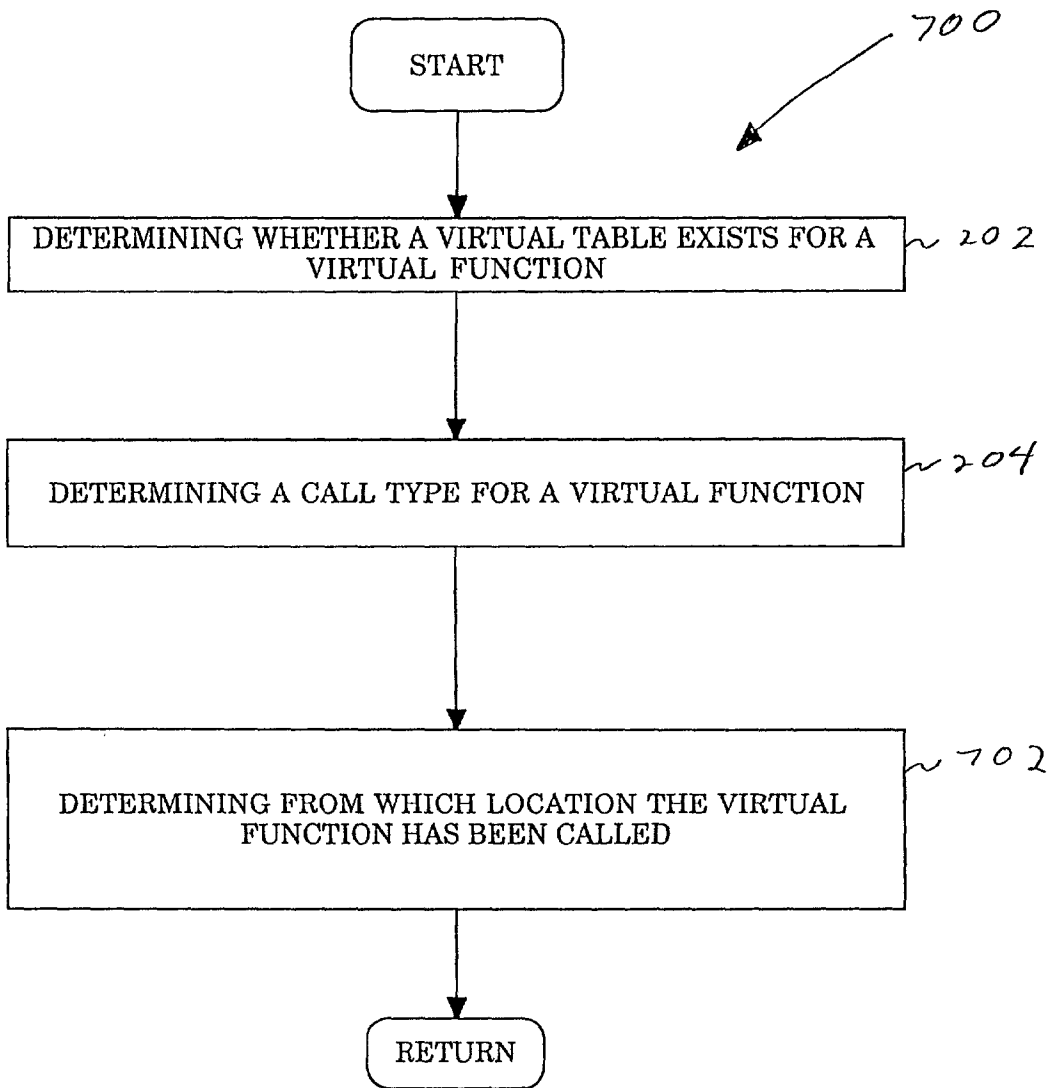 700
START
DETERMINING WHETHER A VIRTUAL TABLE EXISTS FOR A
VIRTUAL FUNCTION
202
DETERMINING A CALL TYPE FOR A VIRTUAL FUNCTION
204
DETERMINING FROM WHICH LOCATION THE VIRTUAL
FUNCTION HAS BEEN CALLED
702
RETURN